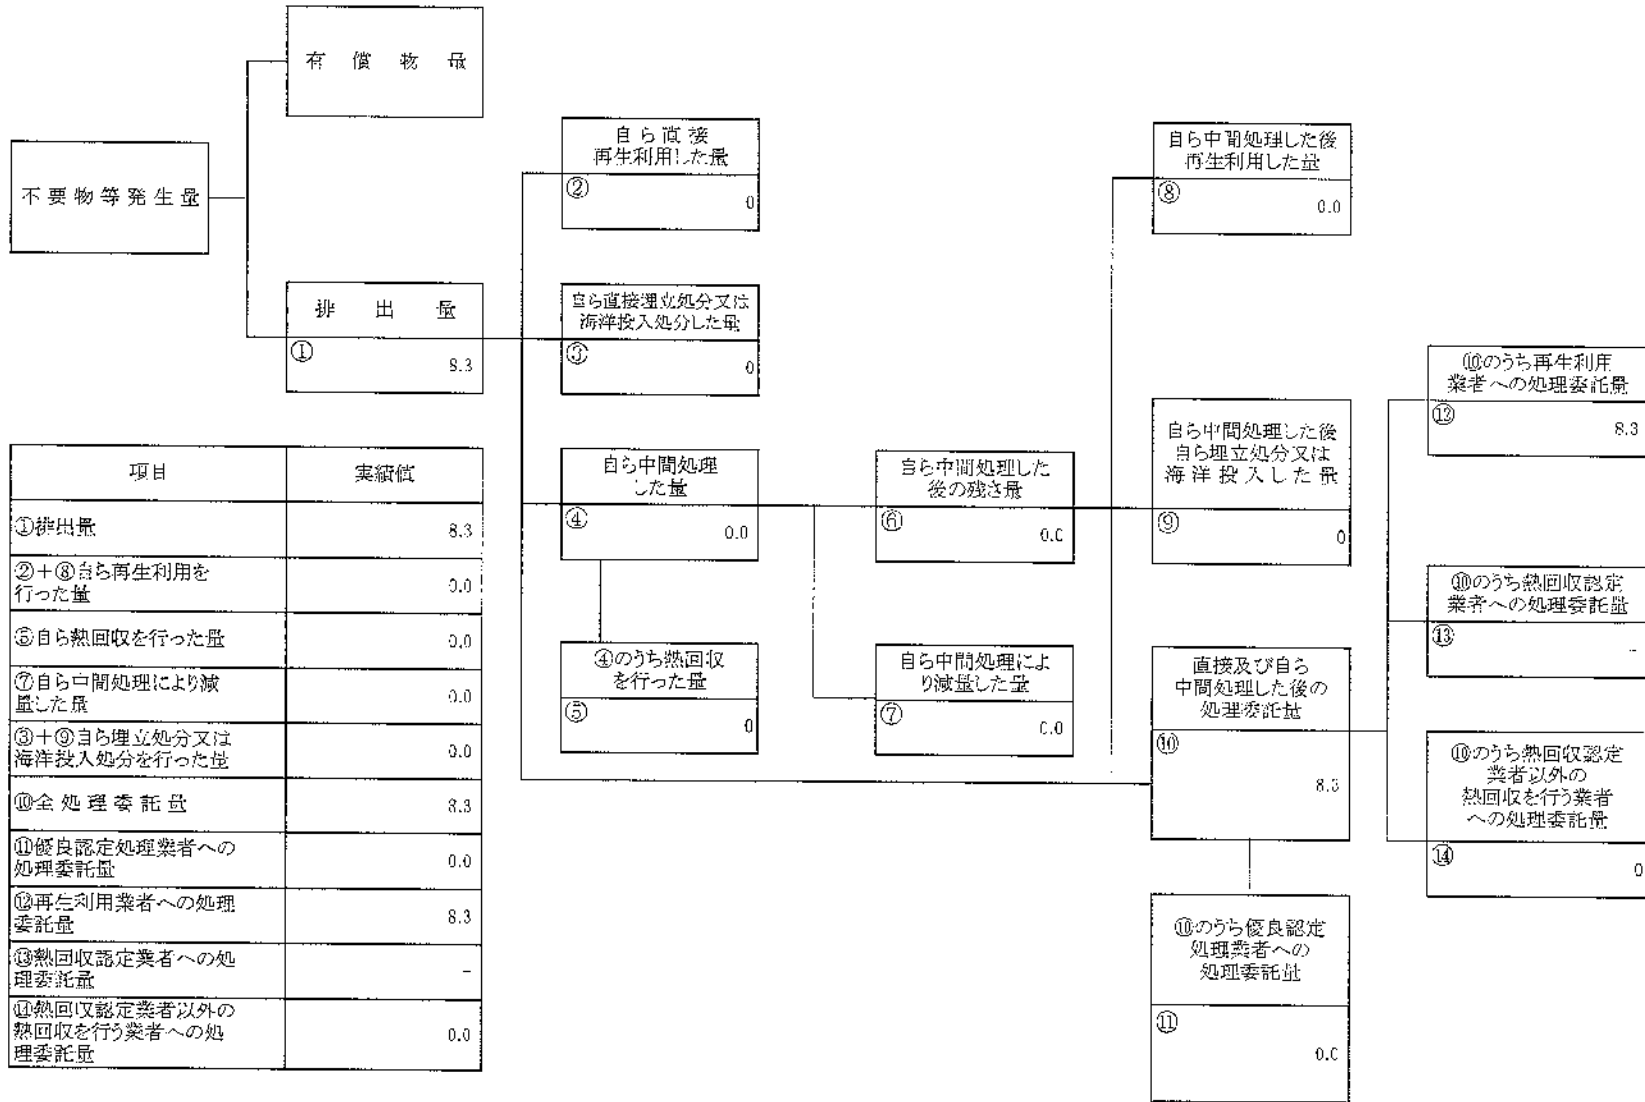 有償物量
不要物等発生量
排出量
①
8.3
自ら直接
再生利用した量
②
0
自ら直接埋立処分又は
海洋投入処分した量
③
0
自ら中間処理
した量
④
0.0
④のうち熱回収
を行った量
⑤
0
自ら中間処理した
後の残さ量
⑥
0.0
自ら中間処理によ
り減量した量
⑦
0.0
自ら中間処理した後
再生利用した量
⑧
0.0
自ら中間処理した後
自ら埋立処分又は
海洋投入した量
⑨
0
直接及び自ら
中間処理した後の
処理委託量
⑩
8.3
⑩のうち優良認定
処理業者への
処理委託量
⑪
0.0
⑩のうち再生利用
業者への処理委託量
⑫
8.3
⑩のうち熱回収認定
業者への処理委託量
⑬
-
⑩のうち熱回収認定
業者以外の
熱回収を行う業者
への処理委託量
⑭
0
項目 実績値
①排出量 8.3
②+⑧自ら再生利用を
行った量 0.0
⑤自ら熱回収を行った量 0.0
⑦自ら中間処理により減
量した量 0.0
③+⑨自ら埋立処分又は
海洋投入処分を行った量 0.0
⑩全処理委託量 8.3
⑪優良認定処理業者への
処理委託量 0.0
⑫再生利用業者への処理
委託量 8.3
⑬熱回収認定業者への処
理委託量 -
⑭熱回収認定業者以外の
熱回収を行う業者への処
理委託量 0.0